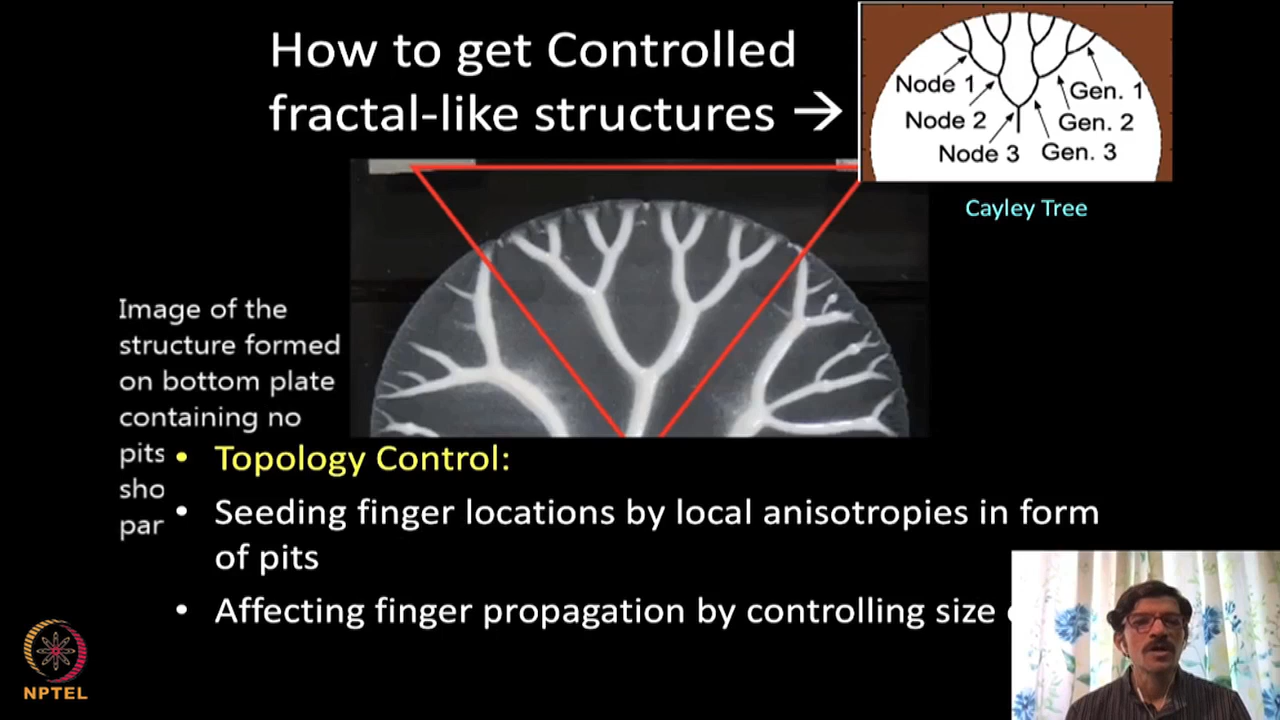 How to get Controlled
fractal-like structures →
Node 1
Node 2
Node 3
Gen. 1
Gen. 2
Gen. 3
Cayley Tree
Image of the
structure formed
on bottom plate
containing no
pits
sho
par
• Topology Control:
• Seeding finger locations by local anisotropies in form
of pits
• Affecting finger propagation by controlling size
NPTEL